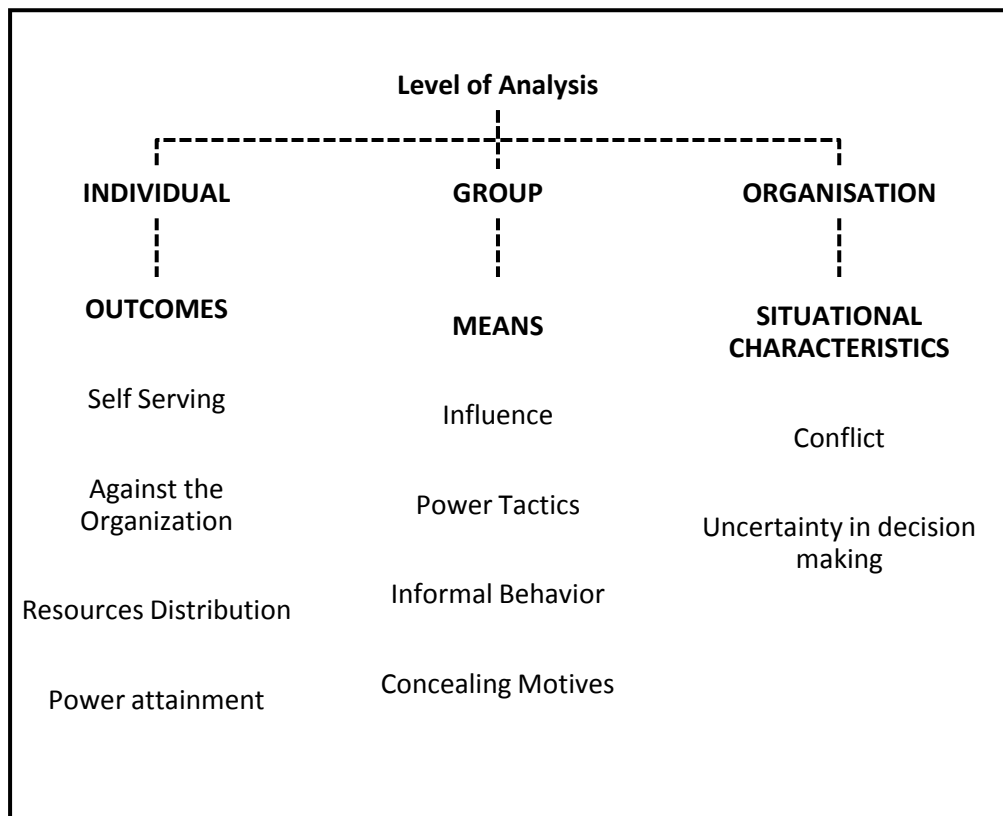 Level of Analysis
INDIVIDUAL
OUTCOMES
Self Serving
Against the
Organization
Resources Distribution
Power attainment
GROUP
MEANS
Influence
Power Tactics
Informal Behavior
Concealing Motives
ORGANISATION
SITUATIONAL
CHARACTERISTICS
Conflict
Uncertainty in decision
making